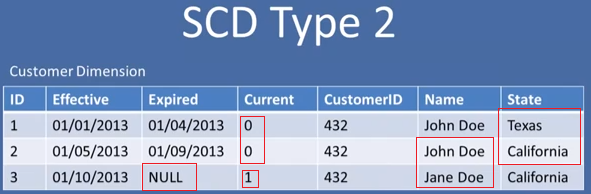 SCD Type 2
Customer Dimension
ID Effective Expired Current CustomerID Name State
1 01/01/2013 01/04/2013 0 432 John Doe Texas
2 01/05/2013 01/09/2013 0 432 John Doe California
3 01/10/2013 NULL 1 432 Jane Doe California